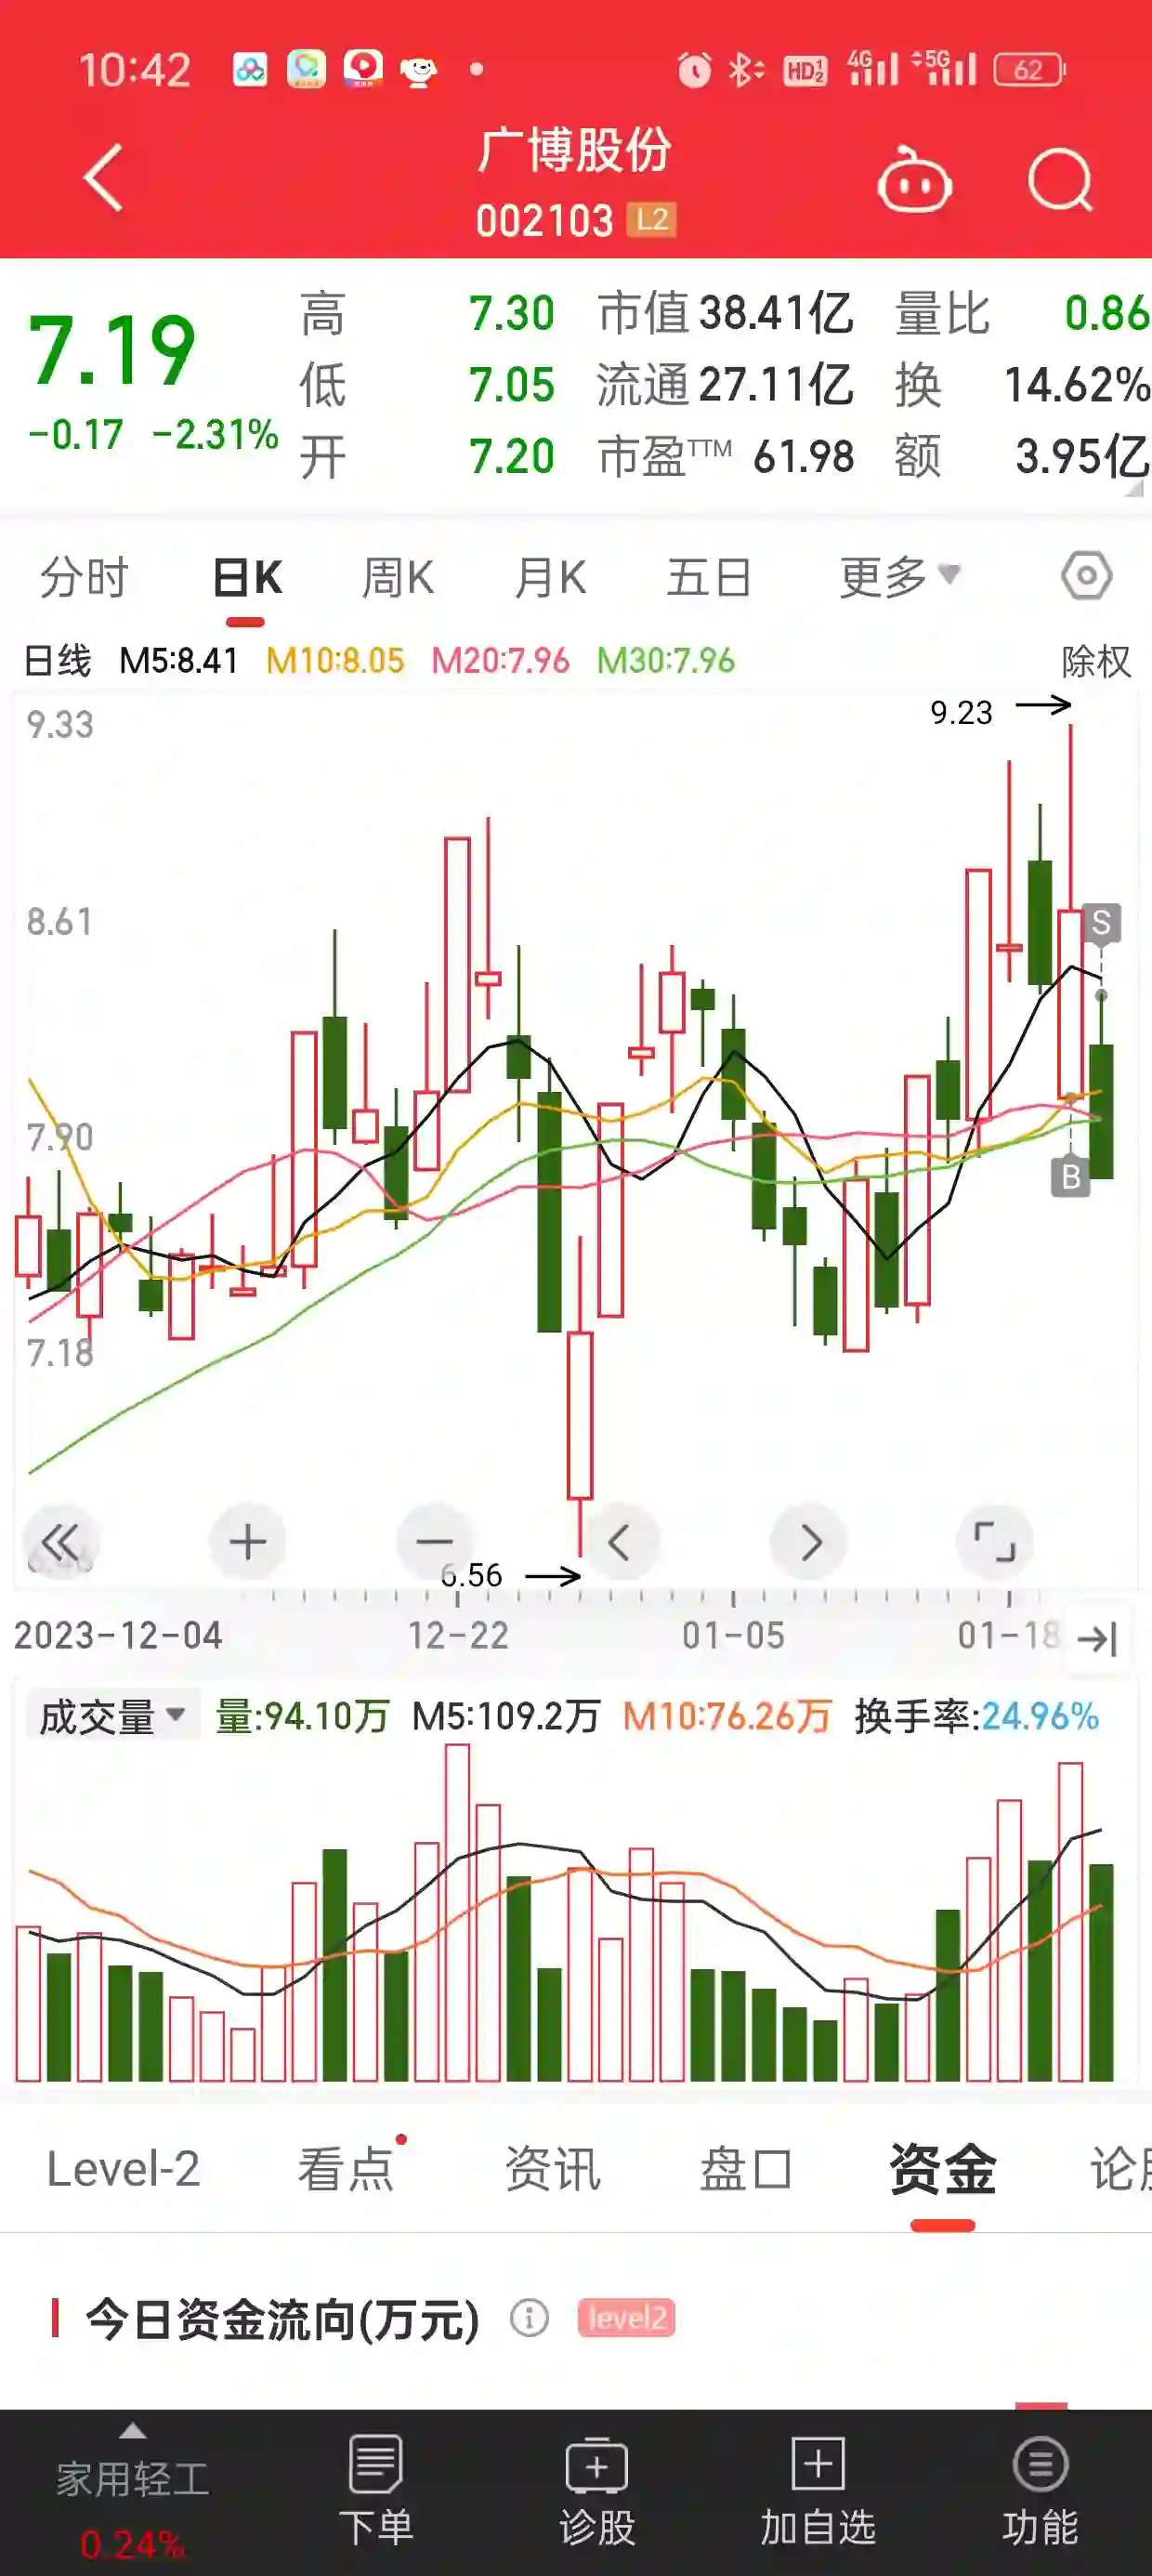 10:42 HD 1 2 4G 5G 62
广博股份
002103 L2
7.19
-0.17 -2.31%
高 7.30 市值 38.41亿 量比 0.86
低 7.05 流通 27.11亿 换 14.62%
开 7.20 市盈TTM 61.98 额 3.95亿
分时 日K 周K 月K 五日 更多
日线 M5:8.41 M10:8.05 M20:7.96 M30:7.96 除权
9.33
9.23
8.61
S
7.90
B
7.18
6.56
2023-12-04 12-22 01-05 01-18
成交量 量:94.10万 M5:109.2万 M10:76.26万 换手率:24.96%
Level-2 看点 资讯 盘口 资金 论
今日资金流向(万元) level2
家用轻工
0.24%
下单 诊股 加自选 功能